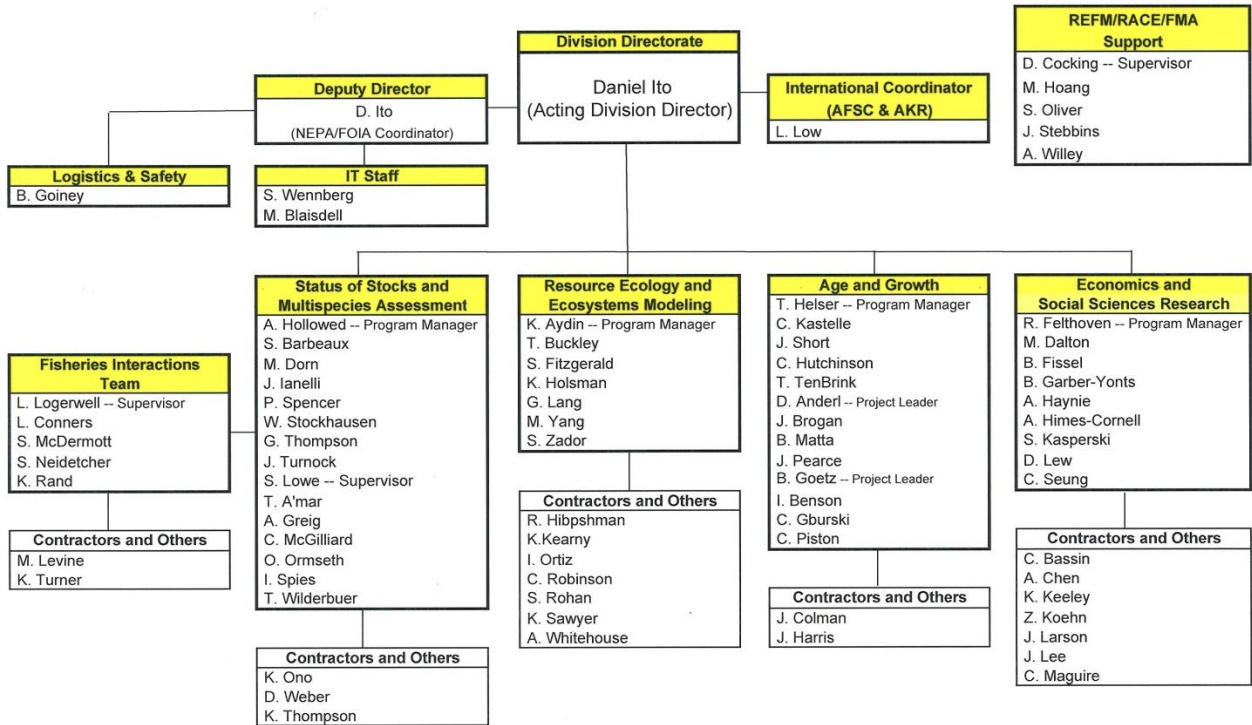 Division Directorate
Daniel Ito
(Acting Division Director)
Deputy Director
D. Ito
(NEPA/FOIA Coordinator)
International Coordinator
(AFSC & AKR)
L. Low
REFM/RACE/FMA
Support
D. Cocking -- Supervisor
M. Hoang
S. Oliver
J. Stebbins
A. Willey
Logistics & Safety
B. Goiney
IT Staff
S. Wennberg
M. Blaisdell
Fisheries Interactions
Team
L. Logerwell -- Supervisor
L. Conners
S. McDermott
S. Neidetcher
K. Rand
Contractors and Others
M. Levine
K. Turner
Status of Stocks and
Multispecies Assessment
A. Hollowed -- Program Manager
S. Barbeaux
M. Dorn
J. Ianelli
P. Spencer
W. Stockhausen
G. Thompson
J. Turnock
S. Lowe -- Supervisor
T. A'mar
A. Greig
C. McGilliard
O. Ormseth
I. Spies
T. Wilderbuer
Contractors and Others
K. Ono
D. Weber
K. Thompson
Resource Ecology and
Ecosystems Modeling
K. Aydin -- Program Manager
T. Buckley
S. Fitzgerald
K. Holsman
G. Lang
M. Yang
S. Zador
Contractors and Others
R. Hibpshman
K.Kearny
I. Ortiz
C. Robinson
S. Rohan
K. Sawyer
A. Whitehouse
Age and Growth
T. Helser -- Program Manager
C. Kastelle
J. Short
C. Hutchinson
T. TenBrink
D. Anderl -- Project Leader
J. Brogan
B. Matta
J. Pearce
B. Goetz -- Project Leader
I. Benson
C. Gburski
C. Piston
Contractors and Others
J. Colman
J. Harris
Economics and
Social Sciences Research
R. Felthoven -- Program Manager
M. Dalton
B. Fissel
B. Garber-Yonts
A. Haynie
A. Himes-Cornell
S. Kasperski
D. Lew
C. Seung
Contractors and Others
C. Bassin
A. Chen
K. Keeley
Z. Koehn
J. Larson
J. Lee
C. Maguire